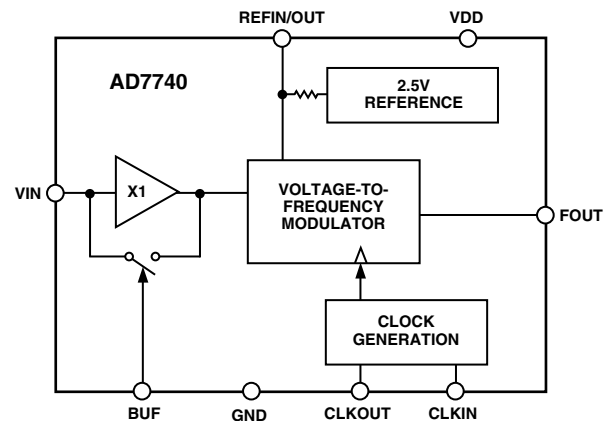 REFIN/OUT
VDD
AD7740
2.5V
REFERENCE
X1
VIN
VOLTAGE-TO-
FREQUENCY
MODULATOR
FOUT
CLOCK
GENERATION
BUF
GND
CLKOUT
CLKIN